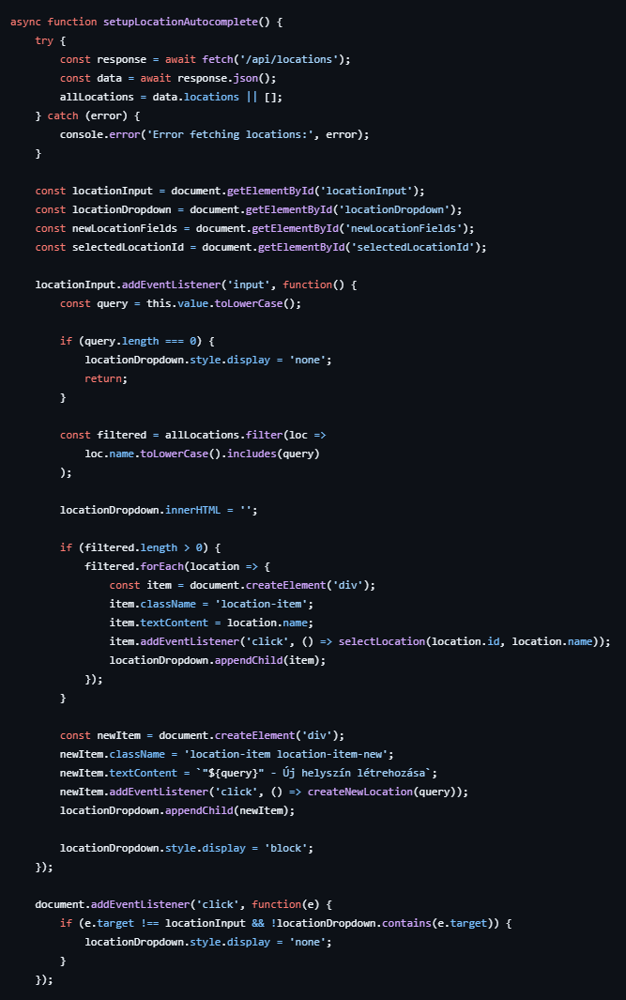 async function setupLocationAutocomplete() {
    try {
        const response = await fetch('/api/locations');
        const data = await response.json();
        allLocations = data.locations || [];
    } catch (error) {
        console.error('Error fetching locations:', error);
    }

    const locationInput = document.getElementById('locationInput');
    const locationDropdown = document.getElementById('locationDropdown');
    const newLocationFields = document.getElementById('newLocationFields');
    const selectedLocationId = document.getElementById('selectedLocationId');

    locationInput.addEventListener('input', function() {
        const query = this.value.toLowerCase();

        if (query.length === 0) {
            locationDropdown.style.display = 'none';
            return;
        }

        const filtered = allLocations.filter(loc =>
            loc.name.toLowerCase().includes(query)
        );

        locationDropdown.innerHTML = '';

        if (filtered.length > 0) {
            filtered.forEach(location => {
                const item = document.createElement('div');
                item.className = 'location-item';
                item.textContent = location.name;
                item.addEventListener('click', () => selectLocation(location.id, location.name));
                locationDropdown.appendChild(item);
            });
        }

        const newItem = document.createElement('div');
        newItem.className = 'location-item location-item-new';
        newItem.textContent = `"${query}" - Új helyszín létrehozása`;
        newItem.addEventListener('click', () => createNewLocation(query));
        locationDropdown.appendChild(newItem);

        locationDropdown.style.display = 'block';
    });

    document.addEventListener('click', function(e) {
        if (e.target !== locationInput && !locationDropdown.contains(e.target)) {
            locationDropdown.style.display = 'none';
        }
    });